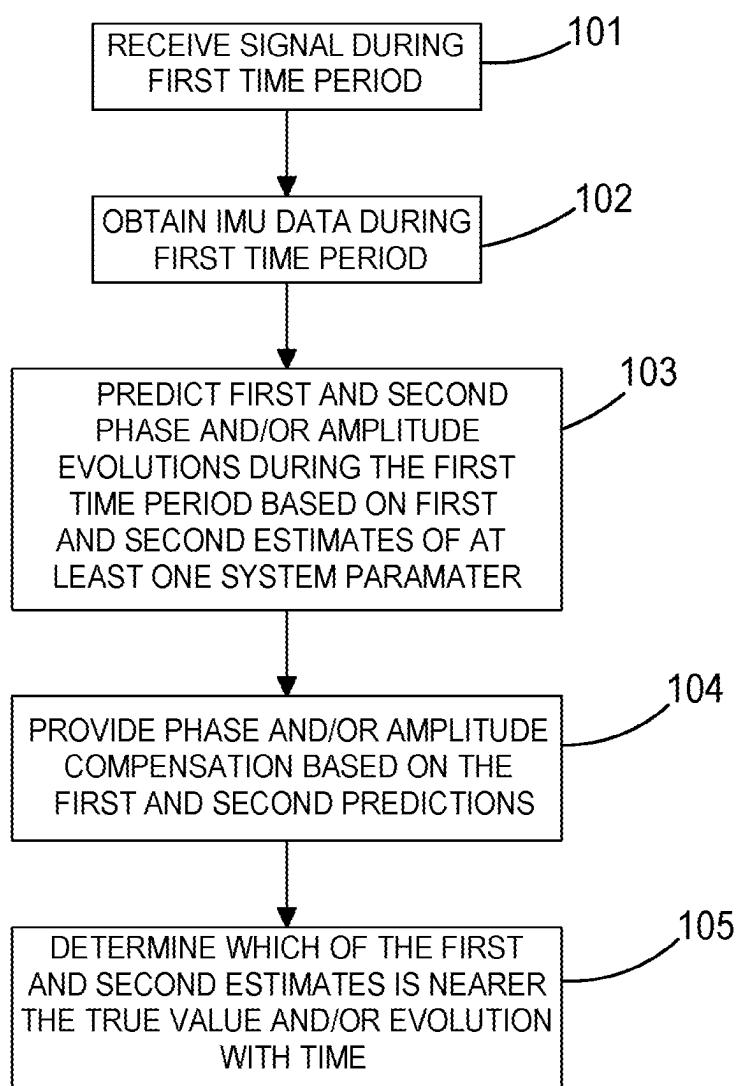 RECEIVE SIGNAL DURING
FIRST TIME PERIOD
101
OBTAIN IMU DATA DURING
FIRST TIME PERIOD
102
PREDICT FIRST AND SECOND
PHASE AND/OR AMPLITUDE
EVOLUTIONS DURING THE FIRST
TIME PERIOD BASED ON FIRST
AND SECOND ESTIMATES OF AT
LEAST ONE SYSTEM PARAMATER
103
PROVIDE PHASE AND/OR AMPLITUDE
COMPENSATION BASED ON THE
FIRST AND SECOND PREDICTIONS
104
DETERMINE WHICH OF THE FIRST
AND SECOND ESTIMATES IS NEARER
THE TRUE VALUE AND/OR EVOLUTION
WITH TIME
105